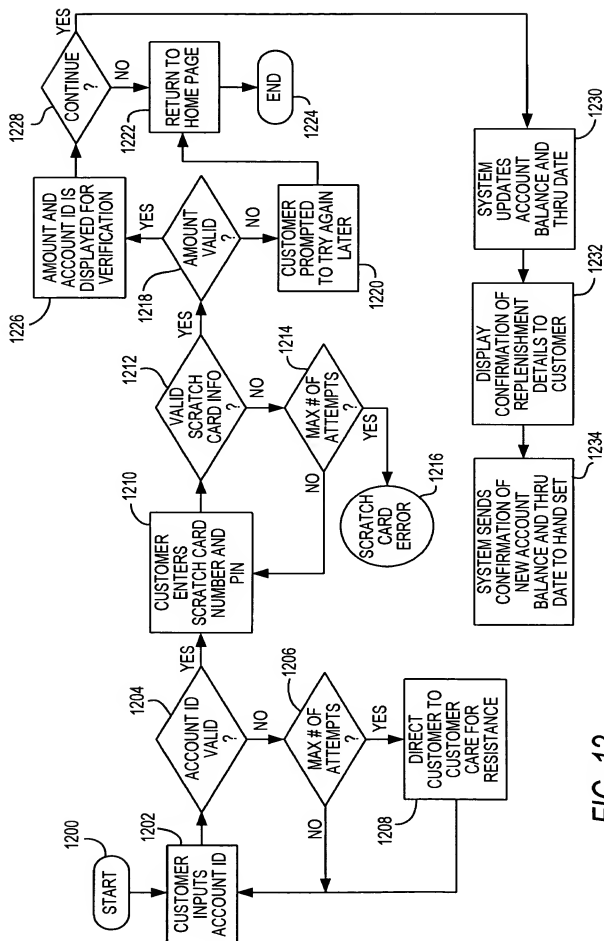 1200
START
1202
CUSTOMER
INPUTS
ACCOUNT ID
1204
ACCOUNT ID
VALID
?
YES
NO
1206
MAX # OF
ATTEMPTS
?
NO
YES
DIRECT
CUSTOMER TO
CUSTOMER
CARE FOR
RESISTANCE
1208
1210
CUSTOMER
ENTERS
SCRATCH CARD
NUMBER AND
PIN
1212
VALID
SCRATCH
CARD INFO
?
YES
NO
1214
MAX # OF
ATTEMPTS
?
NO
YES
1216
SCRATCH
CARD
ERROR
1218
AMOUNT
VALID
?
YES
NO
CUSTOMER
PROMPTED
TO TRY AGAIN
LATER
1220
1222
RETURN TO
HOME PAGE
END
1224
AMOUNT AND
ACCOUNT ID IS
DISPLAYED FOR
VERIFICATION
1226
1228
CONTINUE
?
YES
NO
1230
SYSTEM
UPDATES
ACCOUNT
BALANCE AND
THRU DATE
1232
DISPLAY
CONFIRMATION OF
REPLENISHMENT
DETAILS TO
CUSTOMER
1234
SYSTEM SENDS
CONFIRMATION OF
NEW ACCOUNT
BALANCE AND THRU
DATE TO HAND SET
FIG. 12